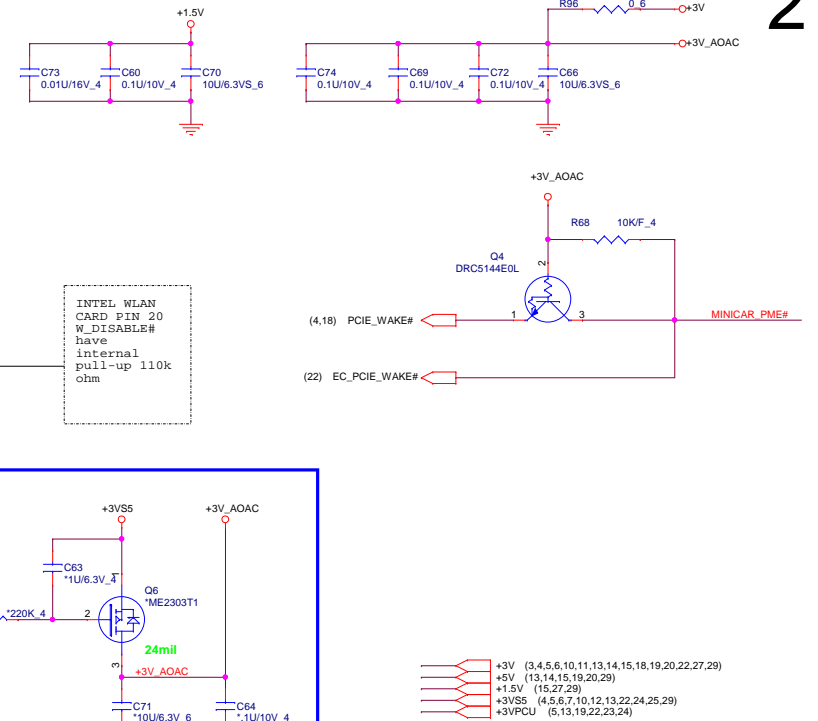 +1.5V
R96
0_6
+3V
2
+3V_AOAC
C73
0.01U/16V_4
C60
0.1U/10V_4
C70
10U/6.3VS_6
C74
0.1U/10V_4
C69
0.1U/10V_4
C72
0.1U/10V_4
C66
10U/6.3VS_6
+3V_AOAC
R68
10K/F_4
Q4
DRC5144E0L
2
1
3
(4,18) PCIE_WAKE#
MINICAR_PME#
(22) EC_PCIE_WAKE#
INTEL WLAN
CARD PIN 20
W_DISABLE#
have
internal
pull-up 110k
ohm
+3VS5
+3V_AOAC
C63
*1U/6.3V_4
1
Q6
*ME2303T1
*220K_4
2
24mil
3
+3V_AOAC
C71
*10U/6.3V_6
C64
*.1U/10V_4
+3V (3,4,5,6,10,11,13,14,15,18,19,20,22,27,29)
+5V (13,14,15,19,20,29)
+1.5V (15,27,29)
+3VS5 (4,5,6,7,10,12,13,22,24,25,29)
+3VPCU (5,13,19,22,23,24)